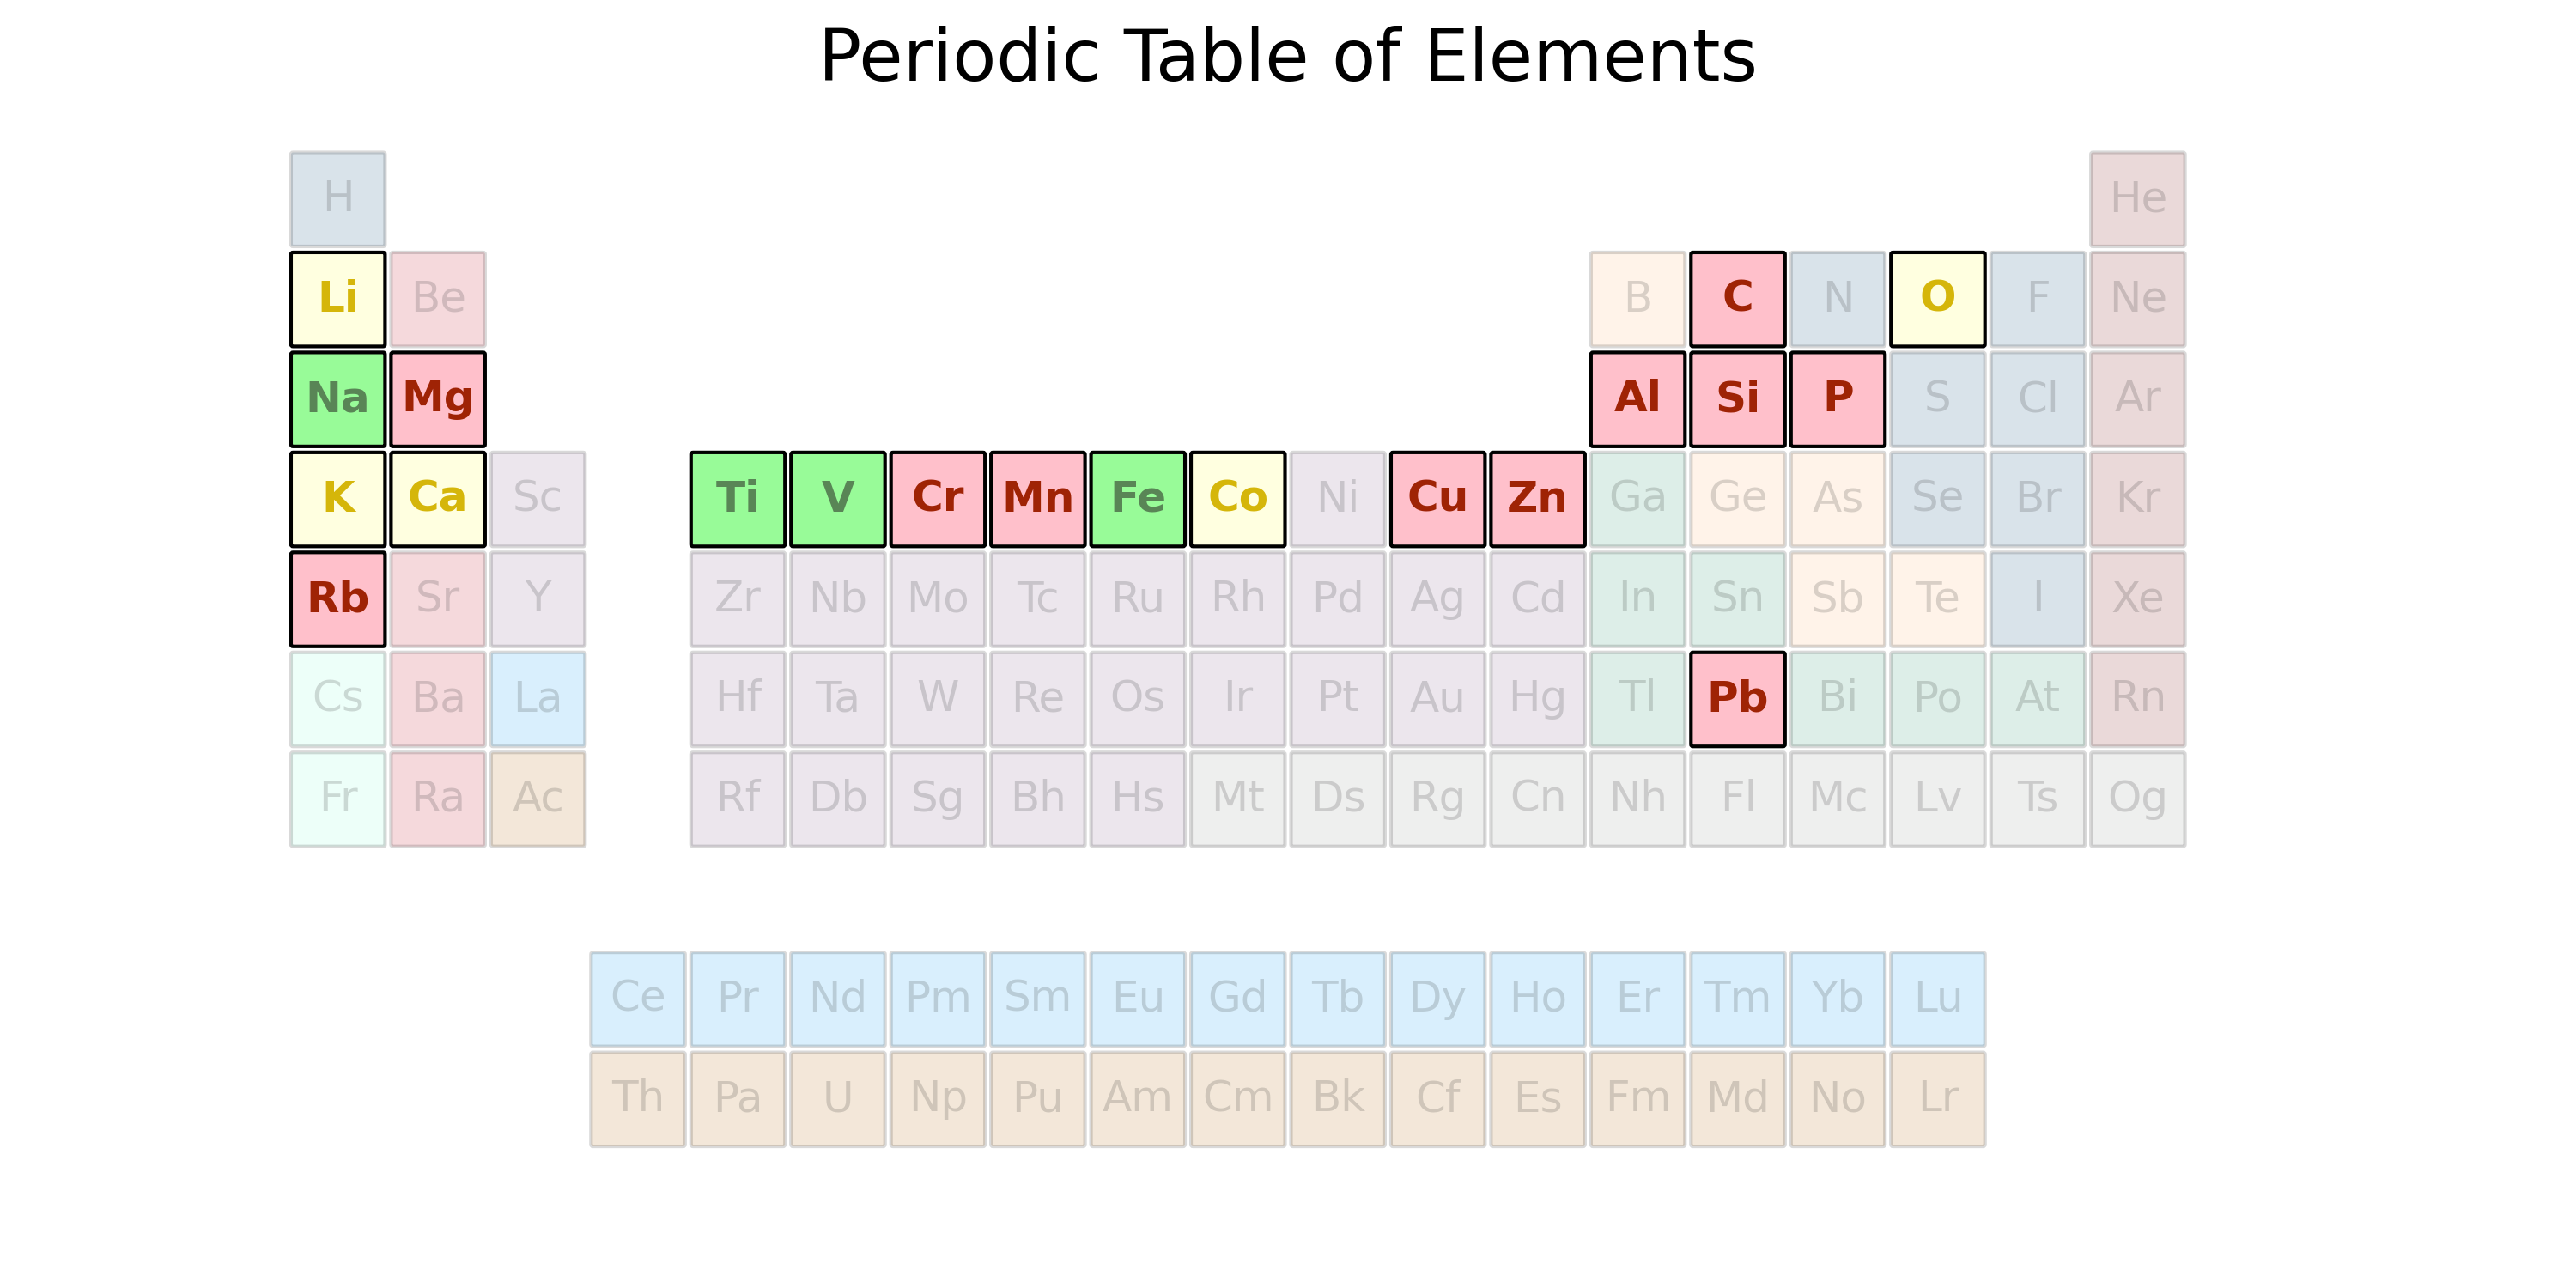 Periodic Table of Elements
H He
Li Be B C N O F Ne
Na Mg Al Si P S Cl Ar
K Ca Sc Ti V Cr Mn Fe Co Ni Cu Zn Ga Ge As Se Br Kr
Rb Sr Y Zr Nb Mo Tc Ru Rh Pd Ag Cd In Sn Sb Te I Xe
Cs Ba La Hf Ta W Re Os Ir Pt Au Hg Tl Pb Bi Po At Rn
Fr Ra Ac Rf Db Sg Bh Hs Mt Ds Rg Cn Nh Fl Mc Lv Ts Og
Ce Pr Nd Pm Sm Eu Gd Tb Dy Ho Er Tm Yb Lu
Th Pa U Np Pu Am Cm Bk Cf Es Fm Md No Lr